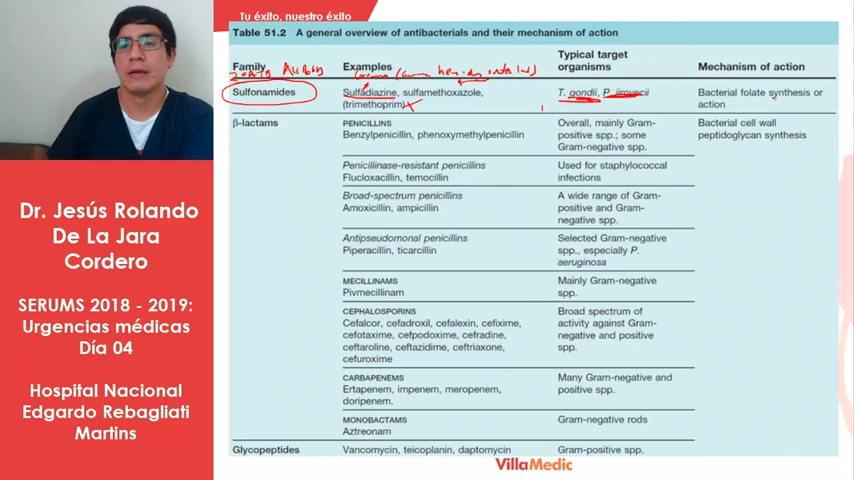 Tu éxito, nuestro éxito
Dr. Jesús Rolando
De La Jara
Cordero
SERUMS 2018 - 2019:
Urgencias médicas
Día 04
Hospital Nacional
Edgardo Rebagliati
Martins
Table 51.2 A general overview of antibacterials and their mechanism of action
Family
Examples
Typical target
organisms
Mechanism of action
Sulfonamides
Sulfadiazine, sulfamethoxazole,
(trimethoprim)
T. gondii, P. jirovecii
Bacterial folate synthesis or
action
β-lactams
PENICILLINS
Benzylpenicillin, phenoxymethylpenicillin
Overall, mainly Gram-
positive spp.; some
Gram-negative spp.
Bacterial cell wall
peptidoglycan synthesis
Penicillinase-resistant penicillins
Flucloxacillin, temocillin
Used for staphylococcal
infections
Broad-spectrum penicillins
Amoxicillin, ampicillin
A wide range of Gram-
positive and Gram-
negative spp.
Antipseudomonal penicillins
Piperacillin, ticarcillin
Selected Gram-negative
spp., especially P.
aeruginosa
MECILLINAMS
Pivmecillinam
Mainly Gram-negative
spp.
CEPHALOSPORINS
Cefalcor, cefadroxil, cefalexin, cefixime,
cefotaxime, cefpodoxime, cefradine,
ceftaroline, ceftazidime, ceftriaxone,
cefuroxime
Broad spectrum of
activity against Gram-
negative and positive
spp.
CARBAPENEMS
Ertapenem, impenem, meropenem,
doripenem.
Many Gram-negative and
positive spp.
MONOBACTAMS
Aztreonam
Gram-negative rods
Glycopeptides
Vancomycin, teicoplanin, daptomycin
Gram-positive spp.
VillaMedic